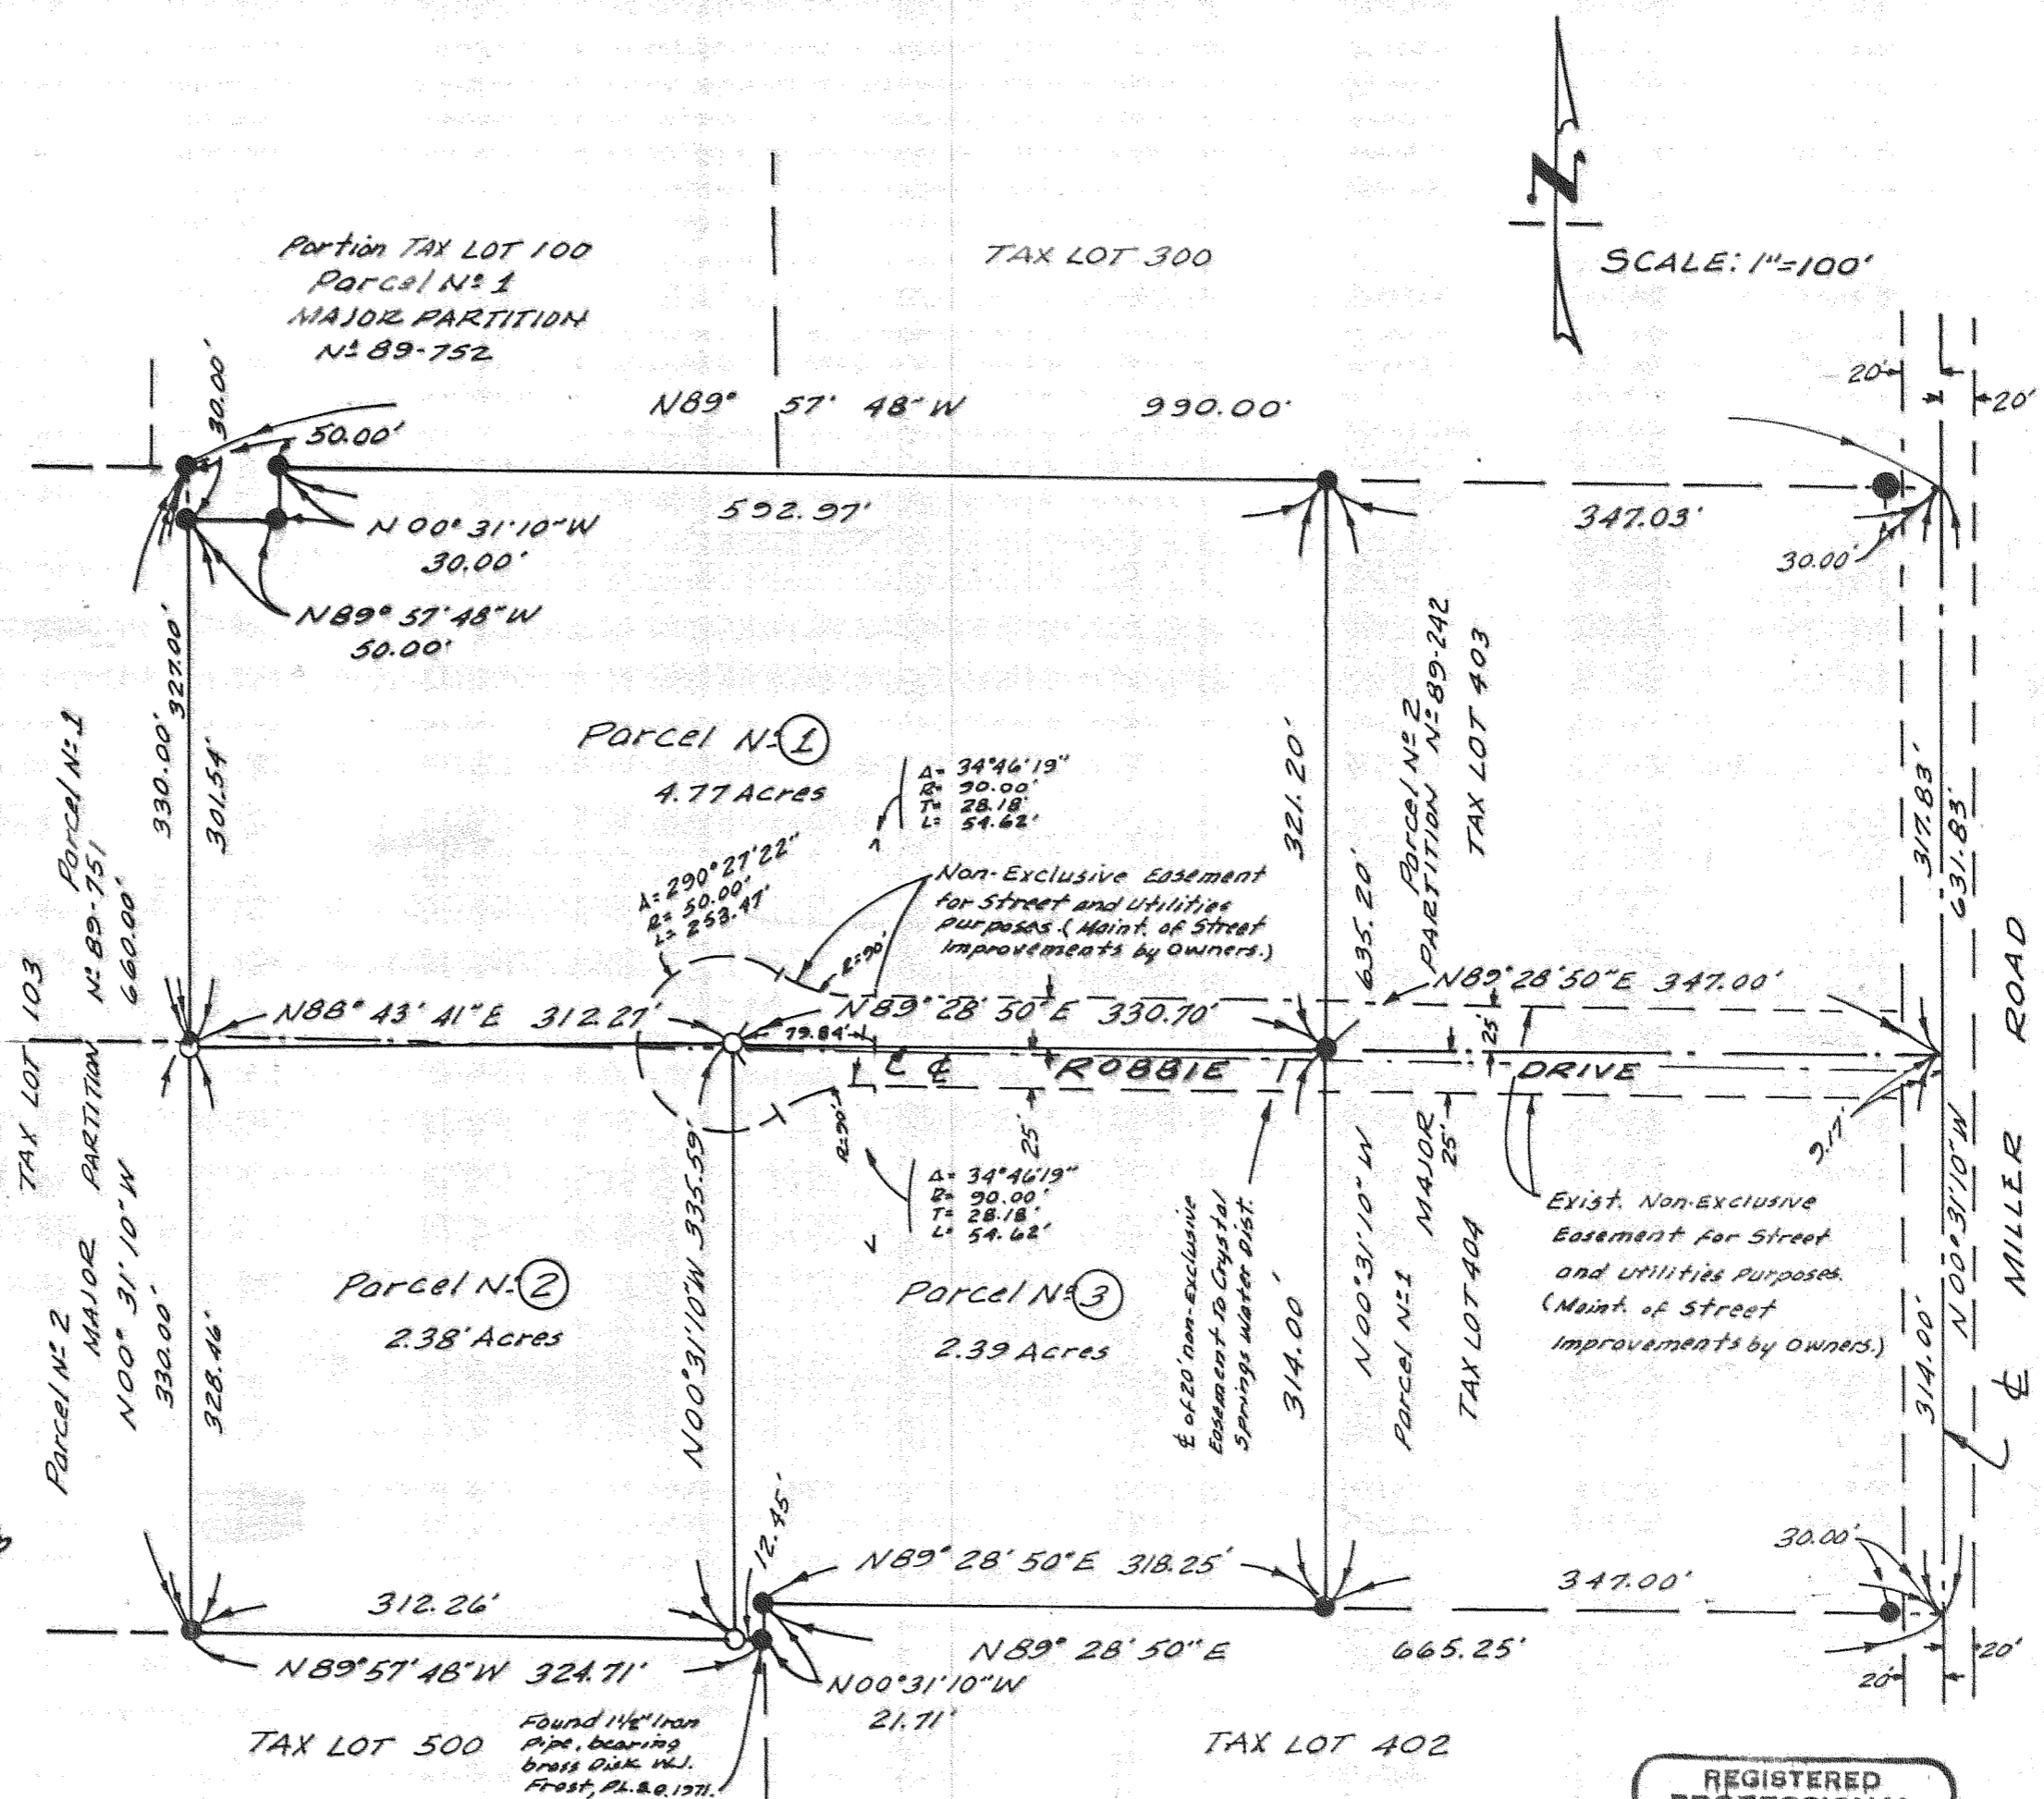 Portion TAX LOT 100
Parcel Nº 1
MAJOR PARTITION
Nº 89-752
TAX LOT 300
SCALE: 1"=100'
N89° 57' 48" W 990.00'
30.00'
50.00'
20'
20'
592.97'
347.03'
30.00'
N 00° 31' 10" W
30.00'
N89° 57' 48" W
50.00'
327.00'
330.00'
301.54'
Parcel Nº 1
Nº 89-751
660.00'
Parcel Nº 1
4.77 Acres
Δ= 34°46'19"
R= 90.00'
T= 28.18'
L= 54.62'
Δ= 290°27'22"
R= 50.00'
L= 253.47'
R=90'
Non-Exclusive Easement
for Street and Utilities
purposes. (Maint. of Street
Improvements by Owners.)
321.20'
635.20'
Parcel Nº 2
PARTITION Nº 89-242
TAX LOT 403
317.83'
631.83'
N88° 43' 41" E 312.27'
N89° 28' 50" E 330.70'
N89° 28' 50" E 347.00'
79.84'
25'
℄ ROBBIE DRIVE
TAX LOT 103
PARTITION
MAJOR
Parcel Nº 2
N00° 31' 10" W
330.00'
328.46'
R=90'
25'
Δ= 34°46'19"
R= 90.00'
T= 28.18'
L= 54.62'
N00°31'10"W 335.59'
Parcel Nº 2
2.38' Acres
Parcel Nº 3
2.39 Acres
℄ of 20' non-exclusive
Easement to Crystal
Springs Water Dist.
314.00'
N00°31'10" W
MAJOR
25'
Parcel Nº 1
TAX LOT 404
Exist. Non-Exclusive
Easement for Street
and Utilities Purposes.
(Maint. of Street
Improvements by Owners.)
9.17'
N00°31'10"W
314.00'
℄ MILLER ROAD
12.45'
N89° 28' 50" E 318.25'
312.26'
347.00'
30.00'
N89°57'48"W 324.71'
N89° 28' 50" E 665.25'
20'
20'
N00°31'10"W
21.71'
TAX LOT 500
Found 1½" Iron
Pipe, bearing
brass Disk W.J.
Frost, 1971.
TAX LOT 402
REGISTERED